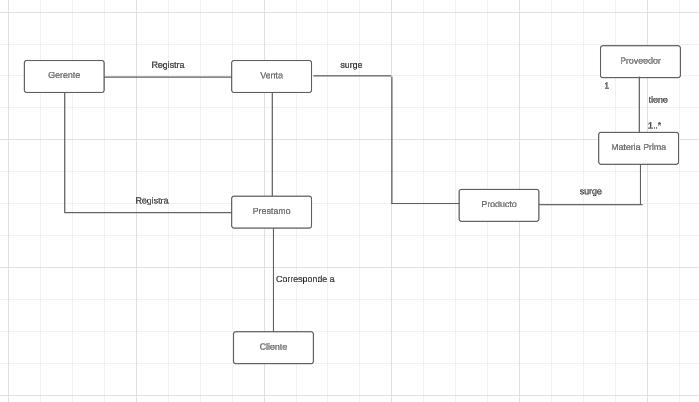 Proveedor
Registra
surge
Gerente
Venta
1
tiene
1..*
Materia Prima
surge
Registra
Producto
Prestamo
Corresponde a
Cliente